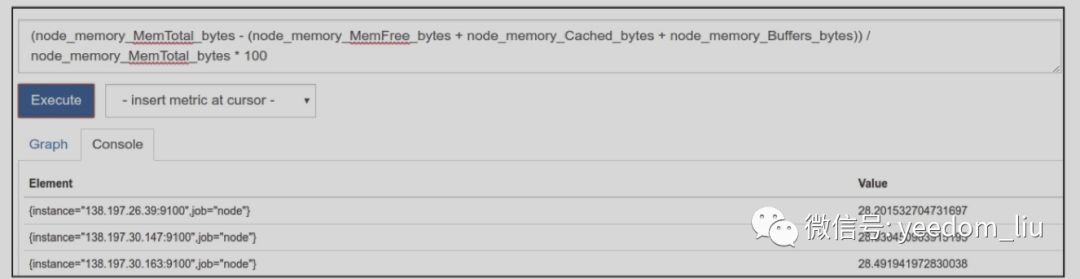 (node_memory_MemTotal_bytes - (node_memory_MemFree_bytes + node_memory_Cached_bytes + node_memory_Buffers_bytes)) /
node_memory_MemTotal_bytes * 100
Execute
- insert metric at cursor -
Graph
Console
Element Value
{instance="138.197.26.39:9100",job="node"} 28.201532704731697
{instance="138.197.30.147:9100",job="node"}
微信号: yeedom_liu
{instance="138.197.30.163:9100",job="node"} 28.491941972830038